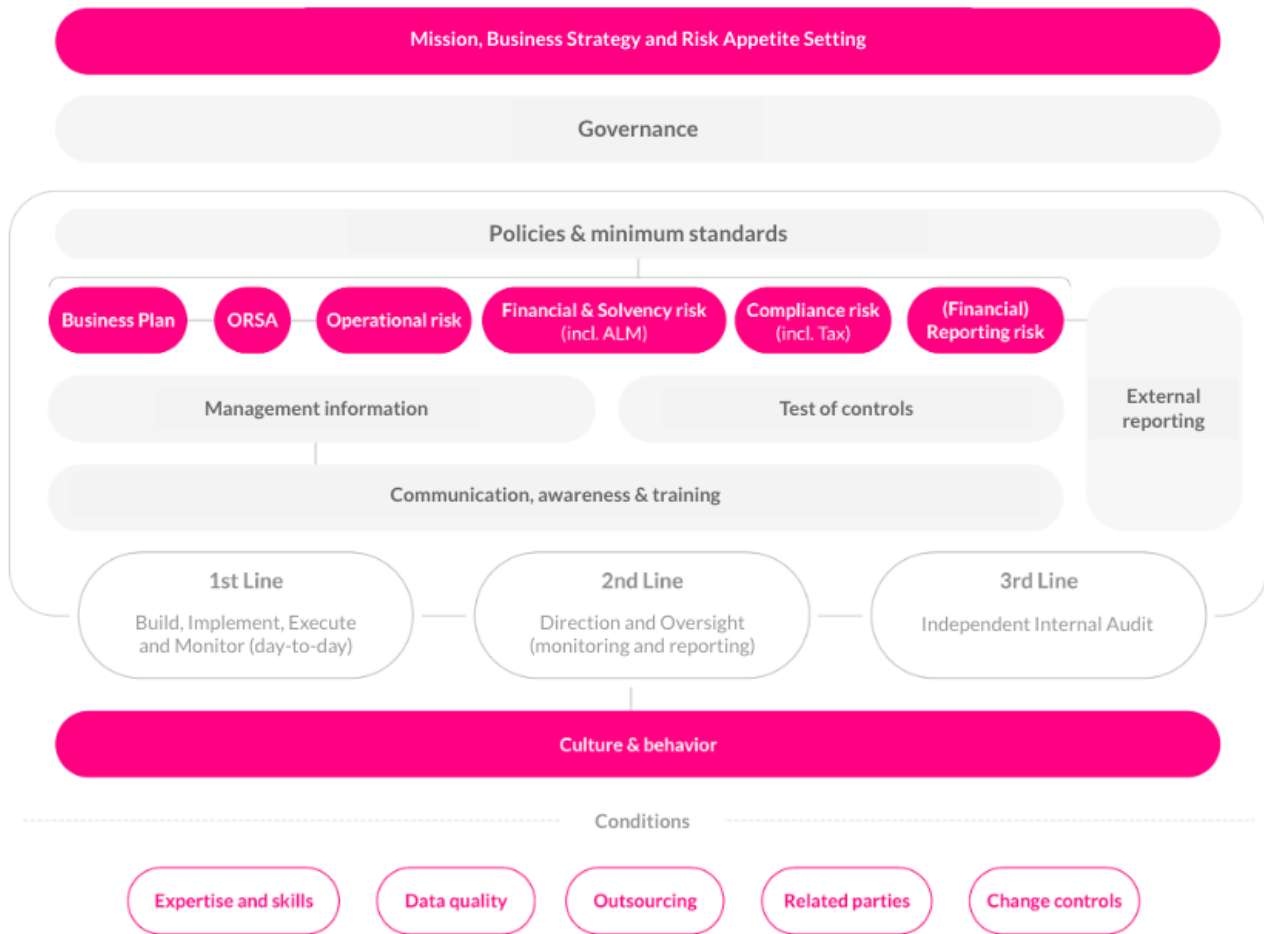 Mission, Business Strategy and Risk Appetite Setting
Governance
Policies & minimum standards
Business Plan
ORSA
Operational risk
Financial & Solvency risk
(incl. ALM)
Compliance risk
(incl. Tax)
(Financial)
Reporting risk
Management information
Test of controls
External
reporting
Communication, awareness & training
1st Line
Build, Implement, Execute
and Monitor (day-to-day)
2nd Line
Direction and Oversight
(monitoring and reporting)
3rd Line
Independent Internal Audit
Culture & behavior
Conditions
Expertise and skills
Data quality
Outsourcing
Related parties
Change controls